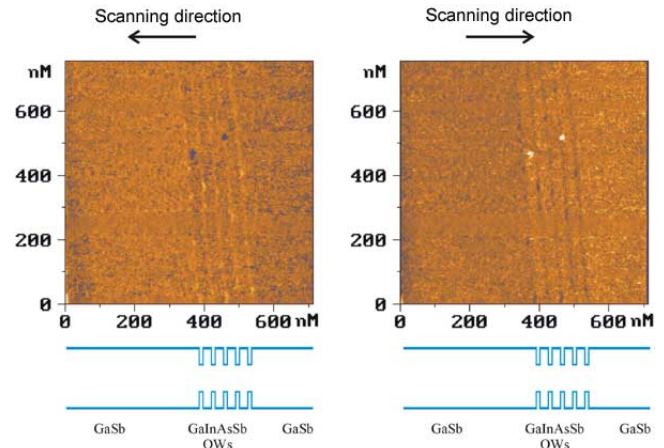 Scanning direction
Scanning direction
nM
600
400
200
0
0
200
400
600 nM
nM
600
400
200
0
0
200
400
600 nM
GaSb
GaInAsSb
QWs
GaSb
GaSb
GaInAsSb
QWs
GaSb